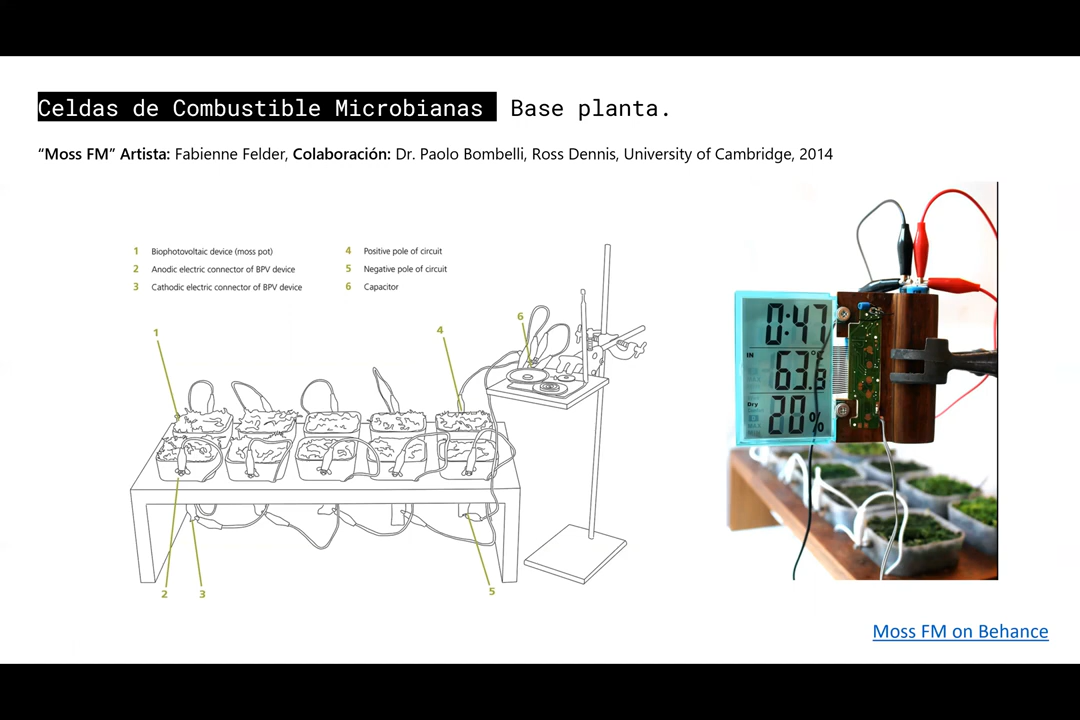 Celdas de Combustible Microbianas Base planta.
“Moss FM” Artista: Fabienne Felder, Colaboración: Dr. Paolo Bombelli, Ross Dennis, University of Cambridge, 2014
1 Biophotovoltaic device (moss pot)
2 Anodic electric connector of BPV device
3 Cathodic electric connector of BPV device
4 Positive pole of circuit
5 Negative pole of circuit
6 Capacitor
6
1
4
2
3
5
0:47
IN
63.8
°F
Dry
20%
Moss FM on Behance